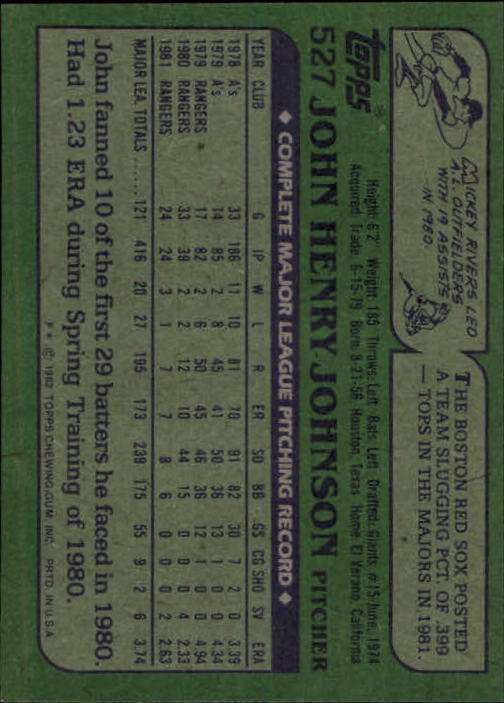 MICKEY RIVERS LED
A.L. OUTFIELDERS
WITH 19 ASSISTS
IN 1980.
THE BOSTON RED SOX POSTED
A TEAM SLUGGING PCT. OF .399
— TOPS IN THE MAJORS IN 1981.
topps®
Height: 6'2" Weight: 185 Throws: Left Bats: Left Drafted: Giants #15-June, 1974
Acquired: Trade, 6-15-79 Born: 8-21-56, Houston, Texas Home: El Verano, California
527 JOHN HENRY JOHNSON PITCHER
◆ COMPLETE MAJOR LEAGUE PITCHING RECORD ◆
YEAR CLUB G IP W L R ER SO BB GS CG SHO SV ERA
1978 A's 33 186 11 10 81 70 91 82 30 7 2 0 3.39
1979 A's 14 85 2 8 45 41 50 36 13 1 0 0 4.34
1979 RANGERS 17 82 2 6 50 45 46 36 12 1 0 0 4.94
1980 RANGERS 33 39 2 2 12 10 44 15 0 0 0 4 2.33
1981 RANGERS 24 24 3 1 7 7 8 6 0 0 0 2 2.63
MAJOR LEA. TOTALS ...... 121 416 20 27 195 173 239 175 55 9 2 6 3.74
John fanned 10 of the first 29 batters he faced in 1980.
Had 1.23 ERA during Spring Training of 1980.
F* © 1982 TOPPS CHEWING GUM INC. PRTD. IN U.S.A.